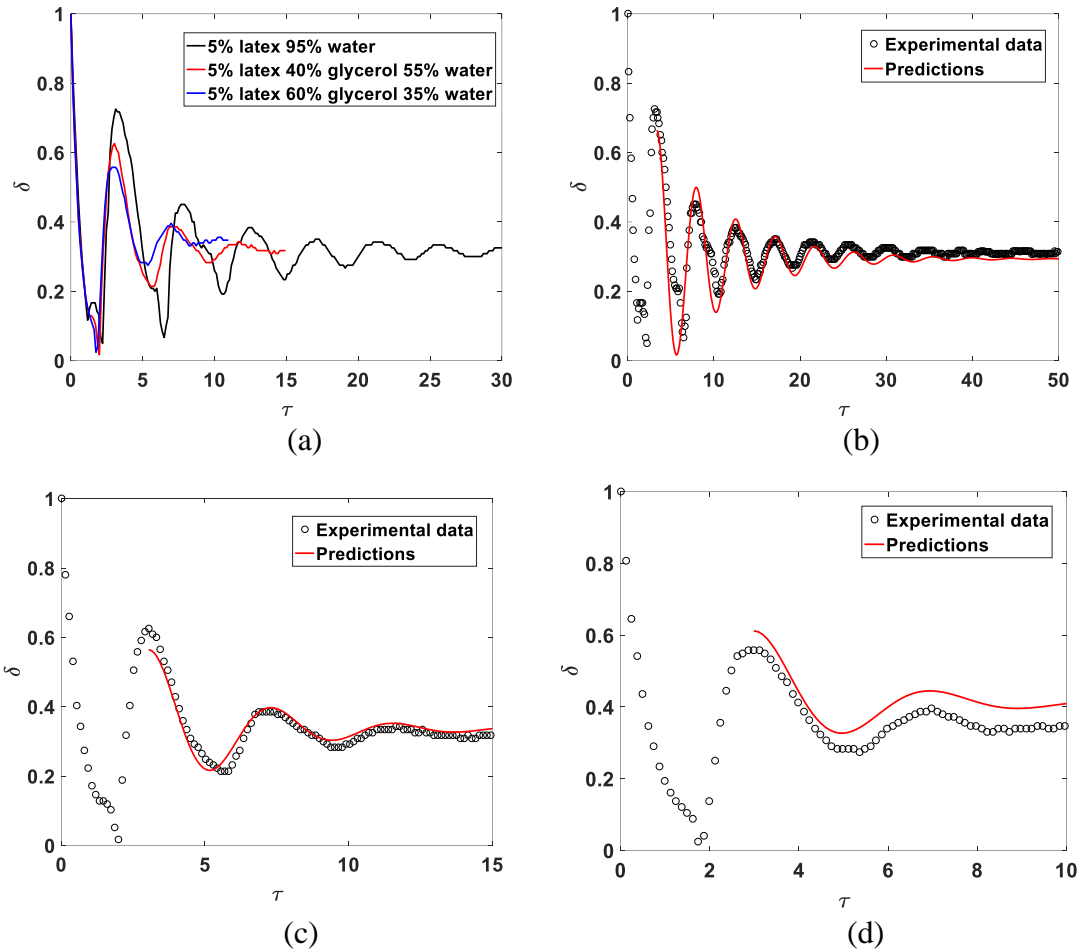 5% latex 95% water
5% latex 40% glycerol 55% water
5% latex 60% glycerol 35% water
1
0.8
0.6
0.4
0.2
0
δ
0 5 10 15 20 25 30
τ
(a)
Experimental data
Predictions
1
0.8
0.6
0.4
0.2
0
δ
0 10 20 30 40 50
τ
(b)
Experimental data
Predictions
1
0.8
0.6
0.4
0.2
0
δ
0 5 10 15
τ
(c)
Experimental data
Predictions
1
0.8
0.6
0.4
0.2
0
δ
0 2 4 6 8 10
τ
(d)